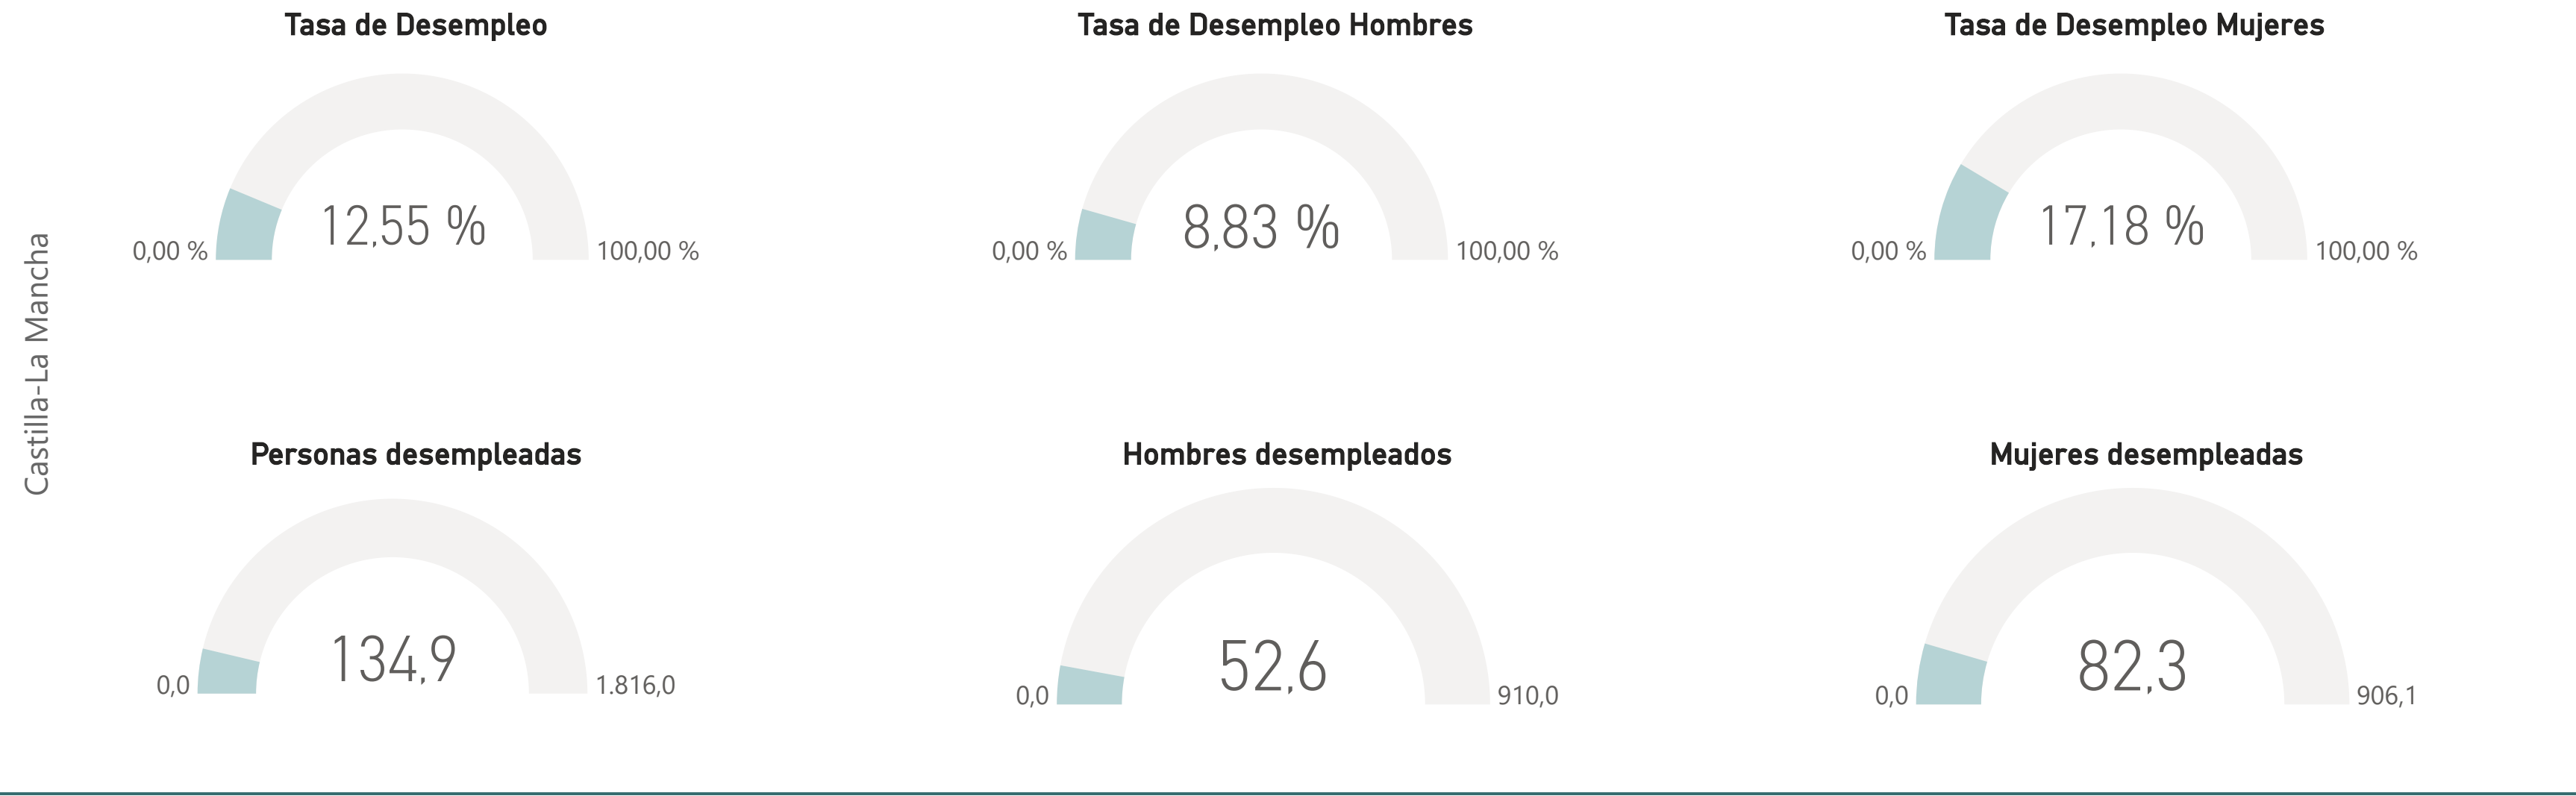 Castilla-La Mancha
Tasa de Desempleo
12,55 %
0,00 %
100,00 %
Tasa de Desempleo Hombres
8,83 %
0,00 %
100,00 %
Tasa de Desempleo Mujeres
17,18 %
0,00 %
100,00 %
Personas desempleadas
134,9
0,0
1.816,0
Hombres desempleados
52,6
0,0
910,0
Mujeres desempleadas
82,3
0,0
906,1